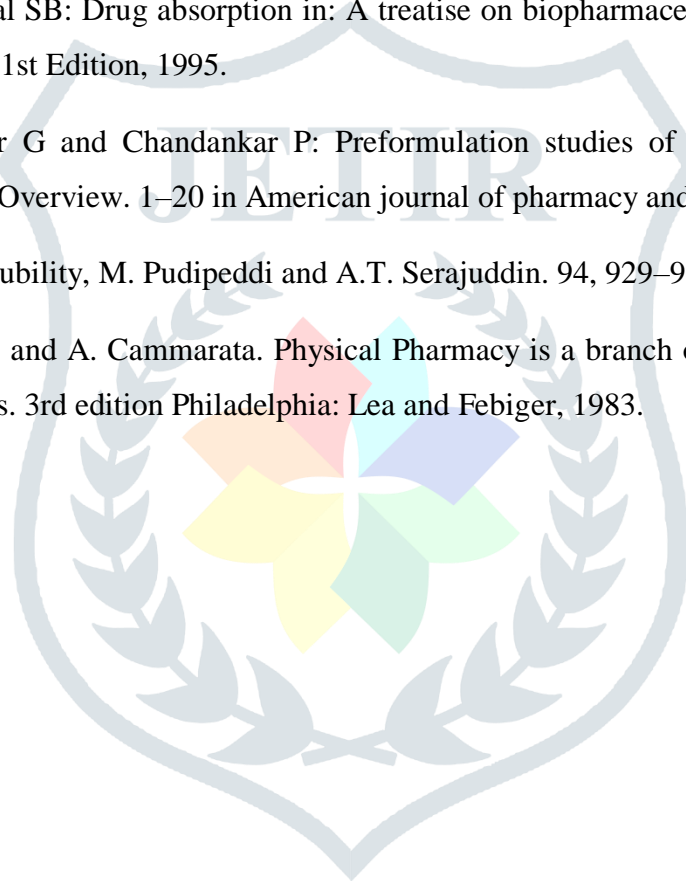 al SB: Drug absorption in: A treatise on biopharmace
1st Edition, 1995.
r G and Chandankar P: Preformulation studies of
Overview. 1–20 in American journal of pharmacy and
ubility, M. Pudipeddi and A.T. Serajuddin. 94, 929–9
and A. Cammarata. Physical Pharmacy is a branch
s. 3rd edition Philadelphia: Lea and Febiger, 1983.
JETIR